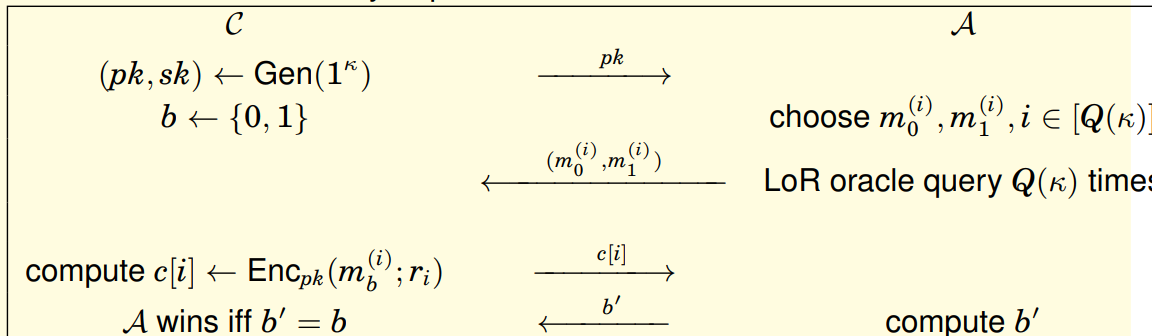 𝒞 𝒜
(pk, sk) ← Gen(1^κ) pk
b ← {0, 1} choose m_0^(i), m_1^(i), i ∈ [Q(κ)]
(m_0^(i), m_1^(i)) LoR oracle query Q(κ) times
compute c[i] ← Enc_pk(m_b^(i); r_i) c[i]
𝒜 wins iff b′ = b b′ compute b′